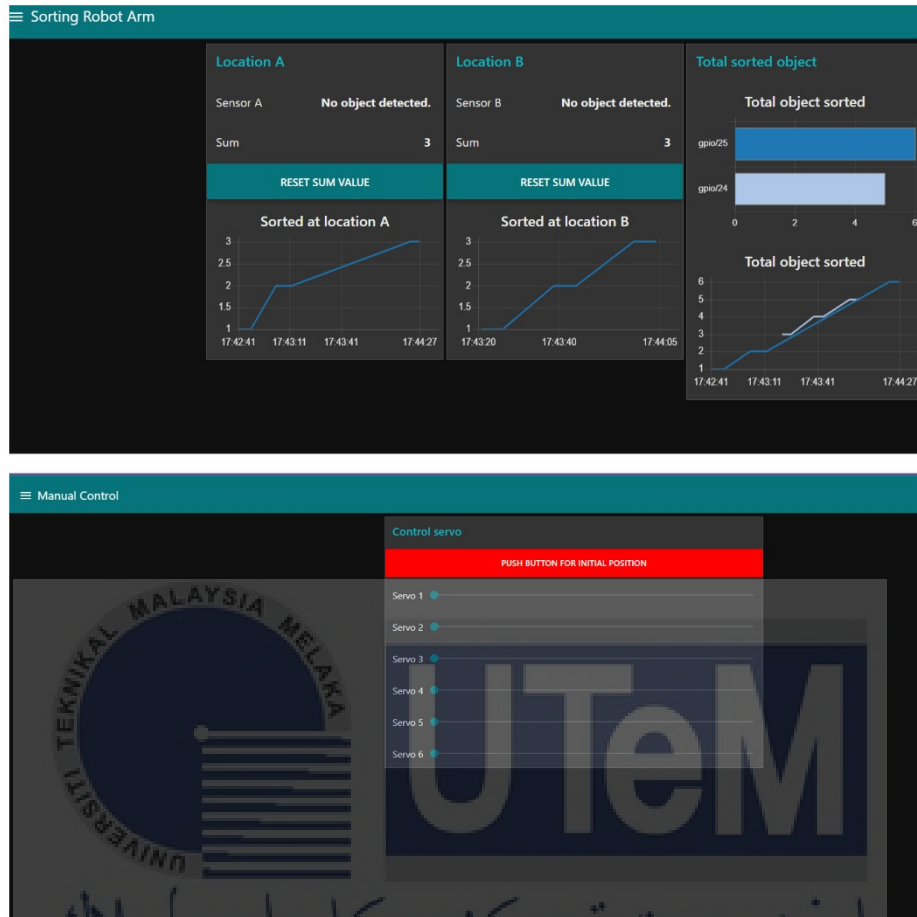 Sorting Robot Arm
Location A
Sensor A No object detected.
Sum 3
RESET SUM VALUE
Sorted at location A
3
2.5
2
1.5
1
17:42:41 17:43:11 17:43:41 17:44:27
Location B
Sensor B No object detected.
Sum 3
RESET SUM VALUE
Sorted at location B
3
2.5
2
1.5
1
17:43:20 17:43:40 17:44:05
Total sorted object
Total object sorted
gpio/25
gpio/24
0 2 4 6
Total object sorted
6
5
4
3
2
1
17:42:41 17:43:11 17:43:41 17:44:27
Manual Control
Control servo
PUSH BUTTON FOR INITIAL POSITION
Servo 1
Servo 2
Servo 3
Servo 4
Servo 5
Servo 6
UNIVERSITI TEKNIKAL MALAYSIA MELAKA
UTeM